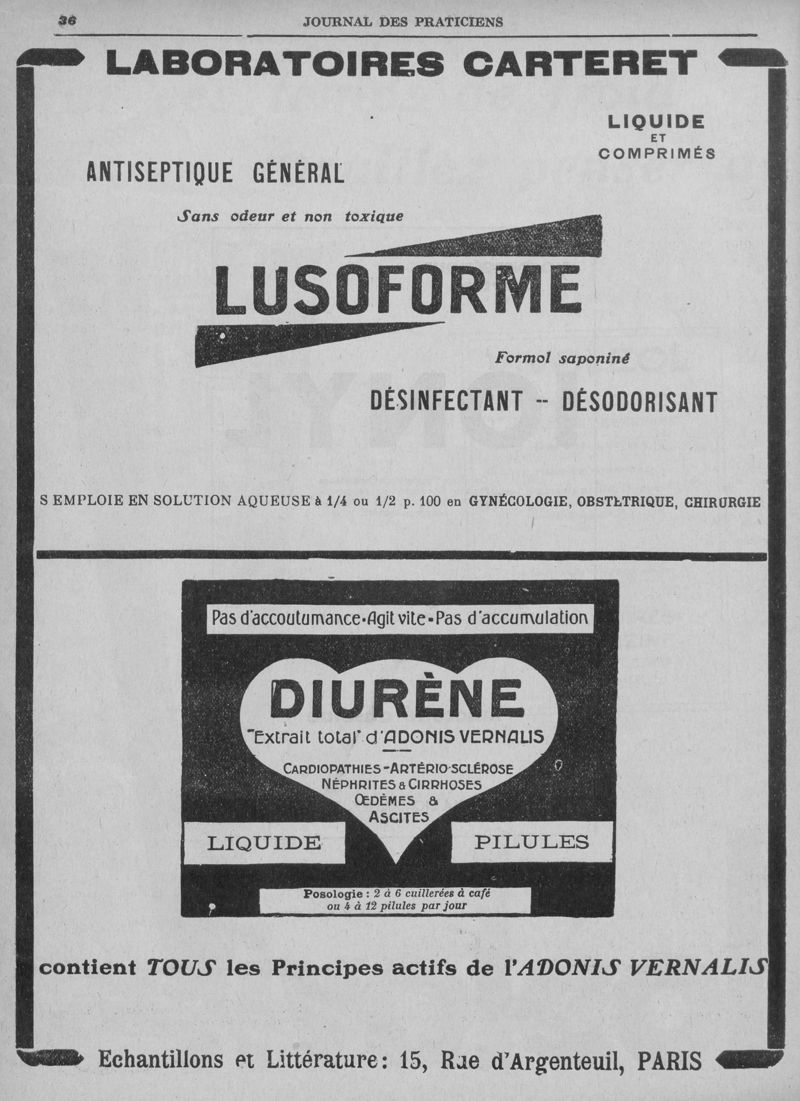 36
JOURNAL DES PRATICIENS
LABORATOIRES CARTERET
LIQUIDE
ET
COMPRIMÉS
ANTISEPTIQUE GÉNÉRAL
Sans odeur et non toxique
LUSOFORME
Formol saponiné
DÉSINFECTANT -- DÉSODORISANT
S EMPLOIE EN SOLUTION AQUEUSE à 1/4 ou 1/2 p. 100 en GYNÉCOLOGIE, OBSTÉTRIQUE, CHIRURGIE
Pas d'accoutumance-Agit vite-Pas d'accumulation
DIURÈNE
"Extrait total" d'ADONIS VERNALIS
CARDIOPATHIES-ARTÉRIO-SCLÉROSE
NÉPHRITES & CIRRHOSES
ŒDÈMES &
ASCITES
LIQUIDE
PILULES
Posologie : 2 à 6 cuillerées à café
ou 4 à 12 pilules par jour
contient TOUS les Principes actifs de l'ADONIS VERNALIS
Echantillons et Littérature: 15, Rue d'Argenteuil, PARIS